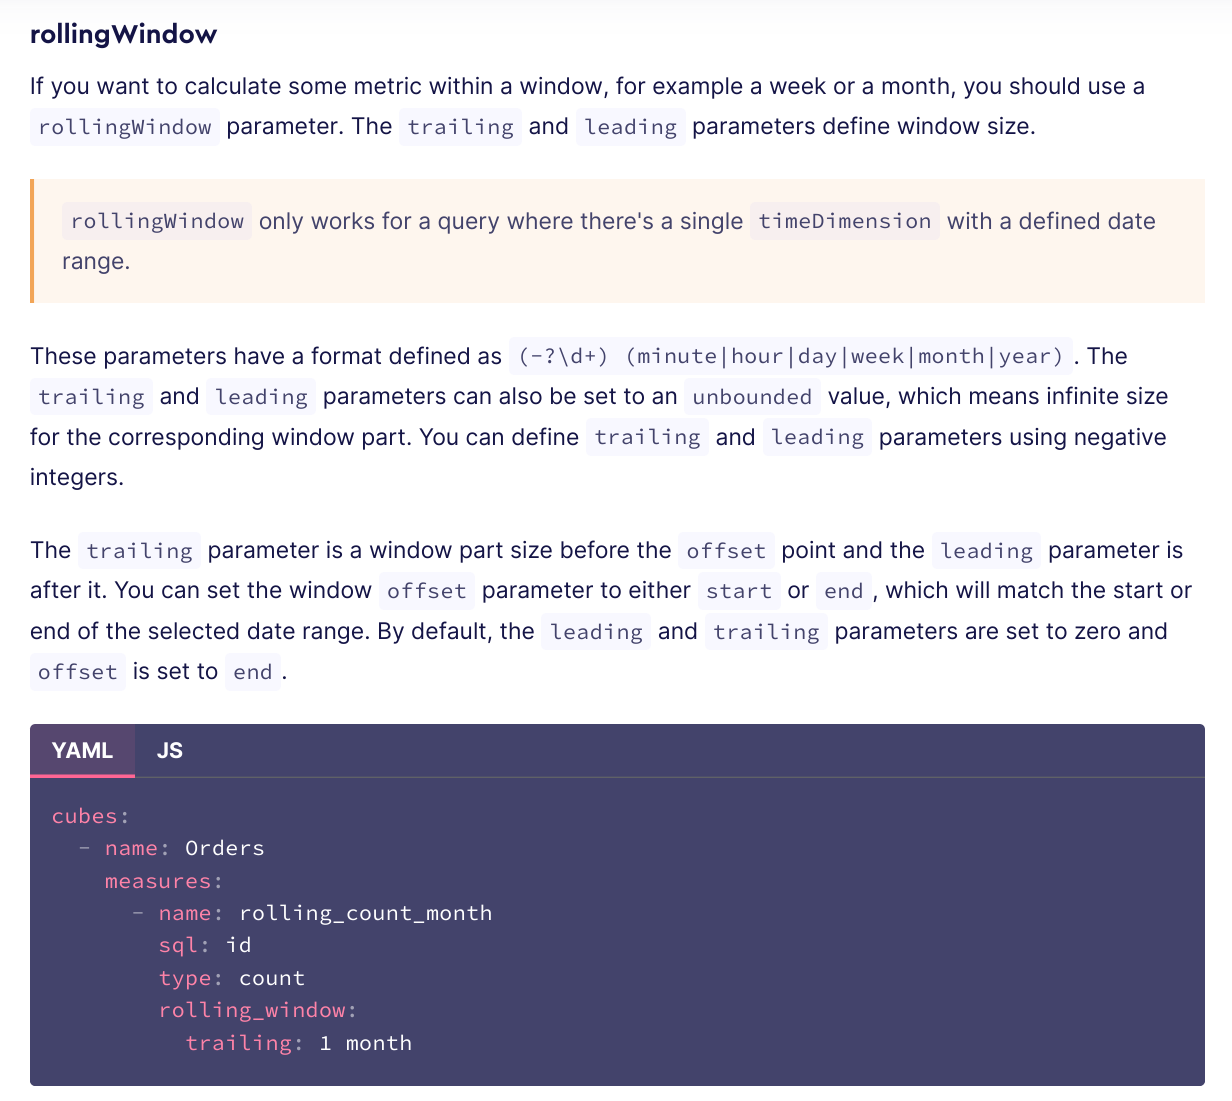 rollingWindow
If you want to calculate some metric within a window, for example a week or a month, you should use a
rollingWindow parameter. The trailing and leading parameters define window size.
rollingWindow only works for a query where there's a single timeDimension with a defined date
range.
These parameters have a format defined as (-?\d+) (minute|hour|day|week|month|year). The
trailing and leading parameters can also be set to an unbounded value, which means infinite size
for the corresponding window part. You can define trailing and leading parameters using negative
integers.
The trailing parameter is a window part size before the offset point and the leading parameter is
after it. You can set the window offset parameter to either start or end, which will match the start or
end of the selected date range. By default, the leading and trailing parameters are set to zero and
offset is set to end.
YAML JS
cubes:
  - name: Orders
    measures:
      - name: rolling_count_month
        sql: id
        type: count
        rolling_window:
          trailing: 1 month